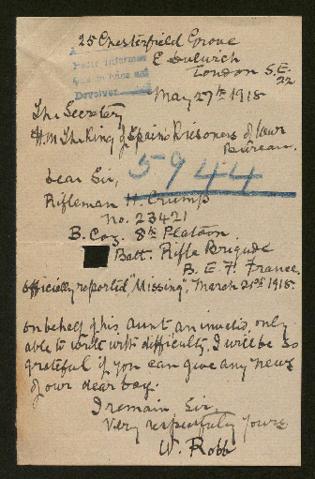 25 Chesterfield Grove
E. Dulwich
London S.E.
22
May 27th 1918
The Secretary
H.M. The King of Spain's Prisoners of War
Bureau.
5944
Dear Sir,
Rifleman H. Crump
No. 23421
B. Coy. 8th Platoon
Batt. Rifle Brigade
B. E. F. France
officially reported "Missing", March 21st 1918.
on behalf of his aunt an invalid, only
able to write with difficulty, I will be so
grateful if you can give any news
of our dear boy.
I remain Sir,
Very respectfully yours
W. Robb